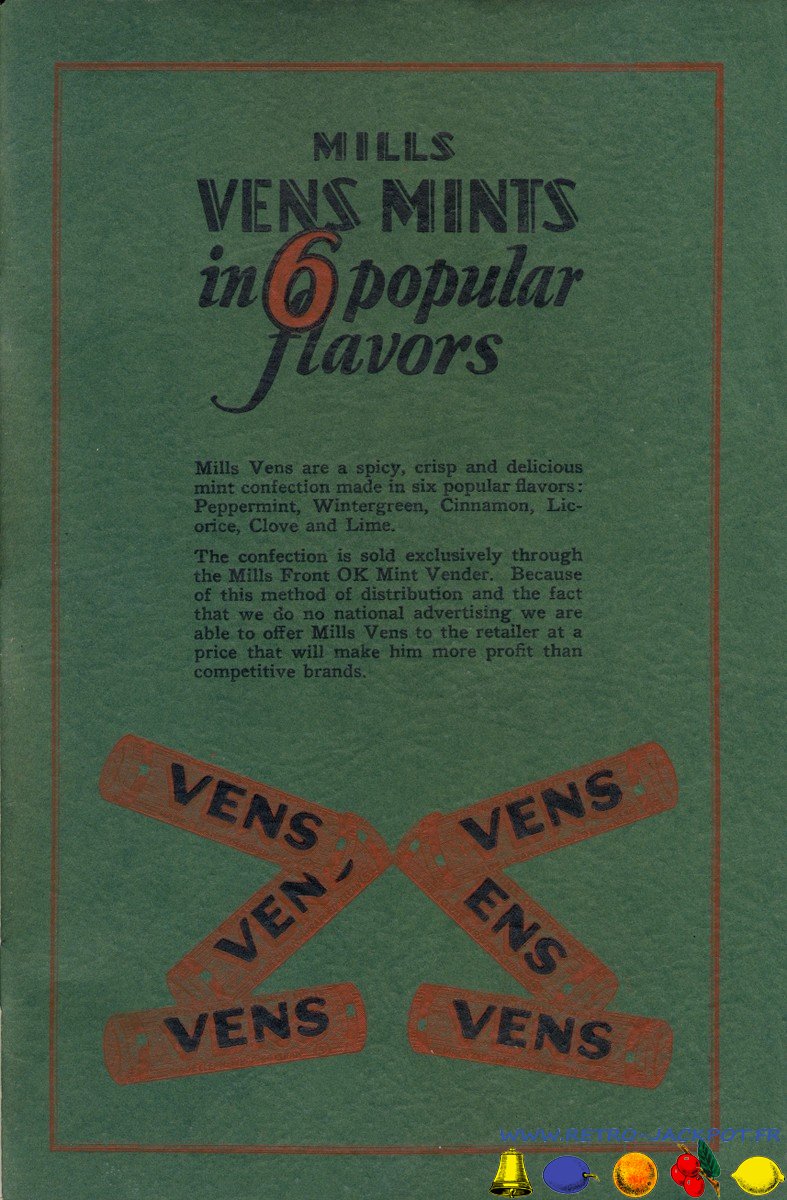 MILLS
VENS MINTS
in 6 popular
flavors
Mills Vens are a spicy, crisp and delicious
mint confection made in six popular flavors:
Peppermint, Wintergreen, Cinnamon, Lic-
orice, Clove and Lime.
The confection is sold exclusively through
the Mills Front OK Mint Vender. Because
of this method of distribution and the fact
that we do no national advertising we are
able to offer Mills Vens to the retailer at a
price that will make him more profit than
competitive brands.
VENS
VENS
VEN
ENS
VENS
VENS
WWW.RETRO-JACKPOT.FR